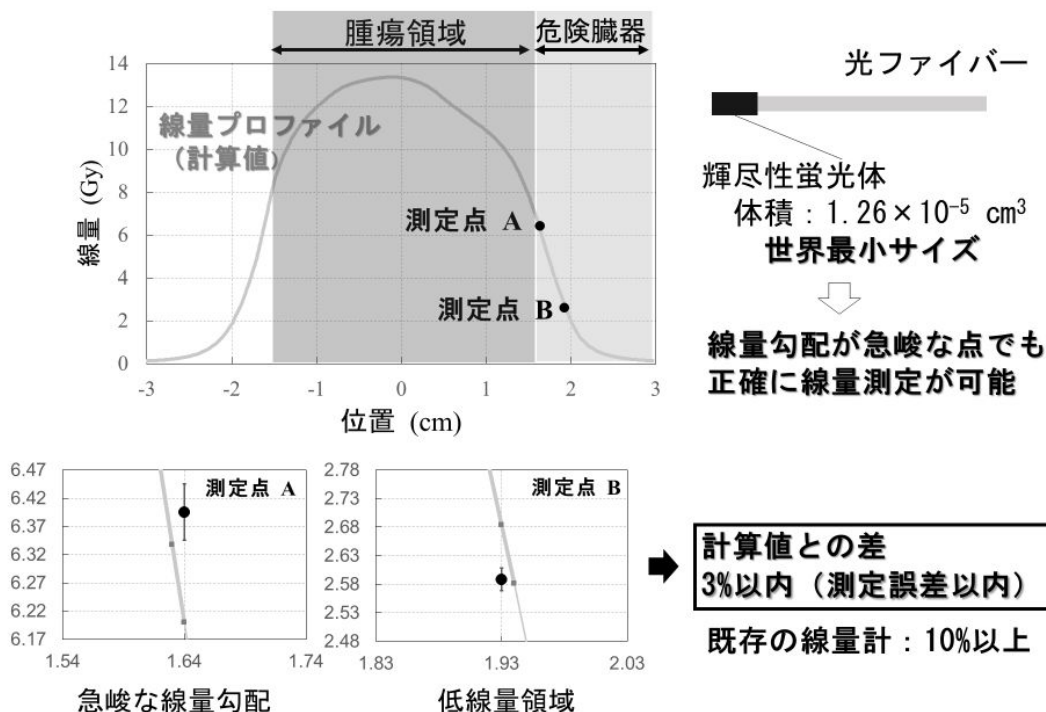 腫瘍領域
危険臓器
14
12
10
8
6
4
2
0
線量 (Gy)
線量プロファイル
（計算値）
測定点 A
測定点 B
-3 -2 -1 0 1 2 3
位置 (cm)
光ファイバー
輝尽性蛍光体
体積：1.26×10⁻⁵ cm³
世界最小サイズ
線量勾配が急峻な点でも
正確に線量測定が可能
6.47
6.42
6.37
6.32
6.27
6.22
6.17
測定点 A
1.54 1.64 1.74
急峻な線量勾配
2.78
2.73
2.68
2.63
2.58
2.53
2.48
測定点 B
1.83 1.93 2.03
低線量領域
計算値との差
3%以内（測定誤差以内）
既存の線量計：10%以上